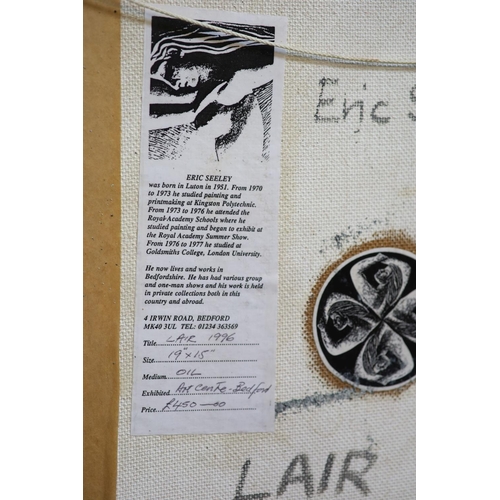 ERIC SEELEY
was born in Luton in 1951. From 1970
to 1973 he studied painting and
printmaking at Kingston Polytechnic.
From 1973 to 1976 he attended the
Royal Academy Schools where he
studied painting and began to exhibit at
the Royal Academy Summer Show.
From 1976 to 1977 he studied at
Goldsmiths College, London University.
He now lives and works in
Bedfordshire. He has had various group
and one-man shows and his work is held
in private collections both in this
country and abroad.
4 IRWIN ROAD, BEDFORD
MK40 3UL TEL: 01234 363569
Title... LAIR 1996
Size... 19" x 15"
Medium... OIL
Exhibited... Art Centre - Bedford
Price... £450-00
Eric S
LAIR